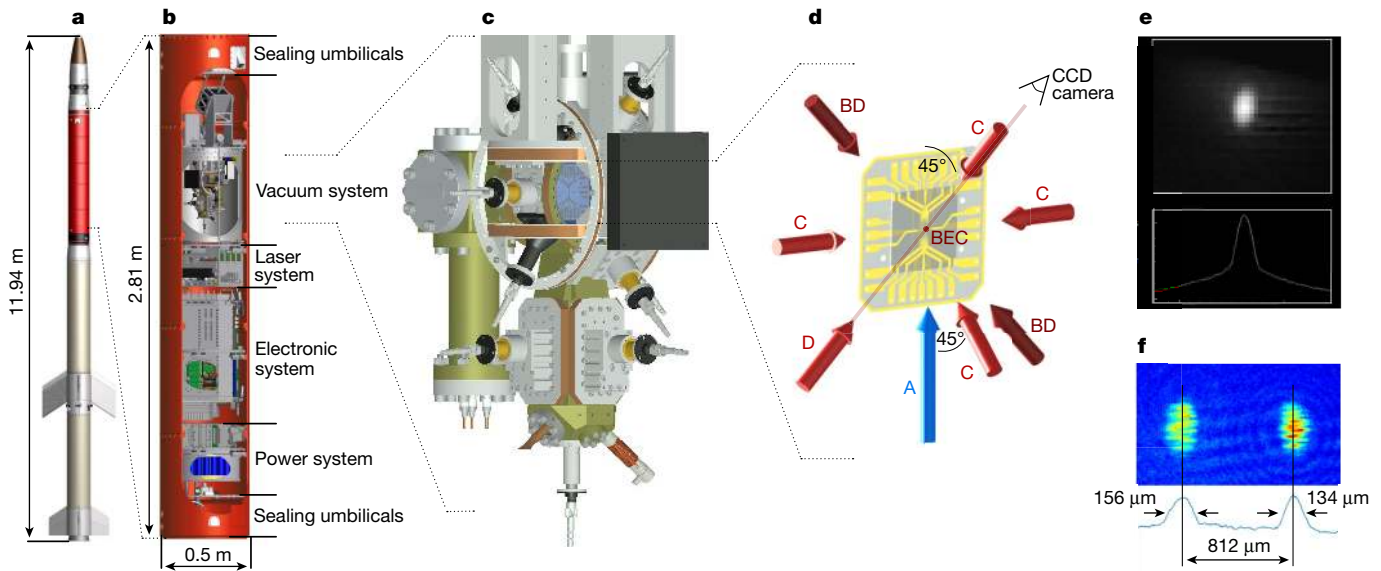 a
b
c
d
e
11.94 m
2.81 m
Sealing umbilicals
Vacuum system
Laser
system
Electronic
system
Power system
Sealing umbilicals
0.5 m
CCD
camera
BD
C
45°
C
C
BEC
D
45°
A
C
BD
f
156 µm
134 µm
812 µm